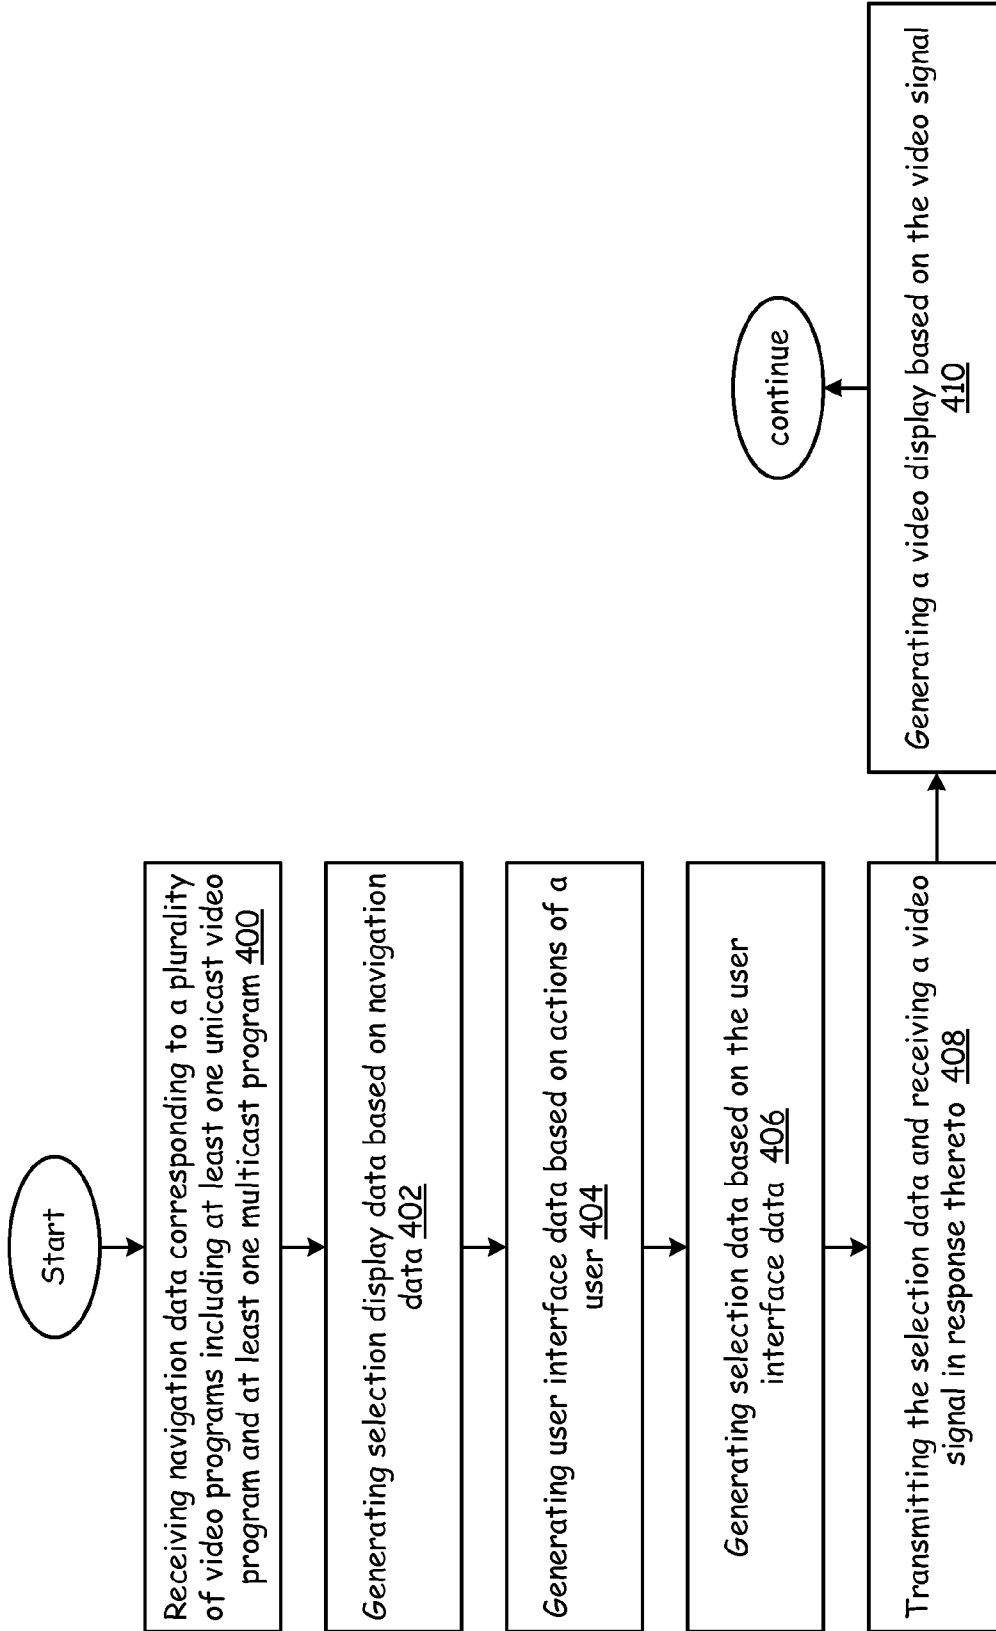 Start
Receiving navigation data corresponding to a plurality
of video programs including at least one unicast video
program and at least one multicast program 400
Generating selection display data based on navigation
data 402
Generating user interface data based on actions of a
user 404
Generating selection data based on the user
interface data 406
Transmitting the selection data and receiving a video
signal in response thereto 408
Generating a video display based on the video signal
410
continue